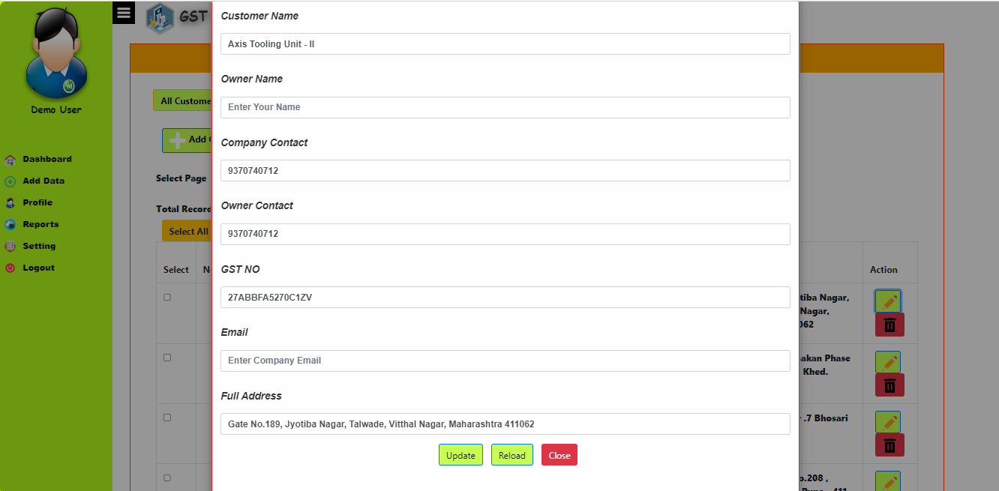 GST
Demo User
Dashboard
Add Data
Profile
Reports
Setting
Logout
All Custome
Add
Select Page
Total Record
Select All
Select
Customer Name
Axis Tooling Unit - II
Owner Name
Enter Your Name
Company Contact
9370740712
Owner Contact
9370740712
GST NO
27ABBFA5270C1ZV
Email
Enter Company Email
Full Address
Gate No.189, Jyotiba Nagar, Talwade, Vitthal Nagar, Maharashtra 411062
Update Reload Close
Action
tiba Nagar,
Nagar,
062
akan Phase
Khed.
.7 Bhosari
o.208 ,